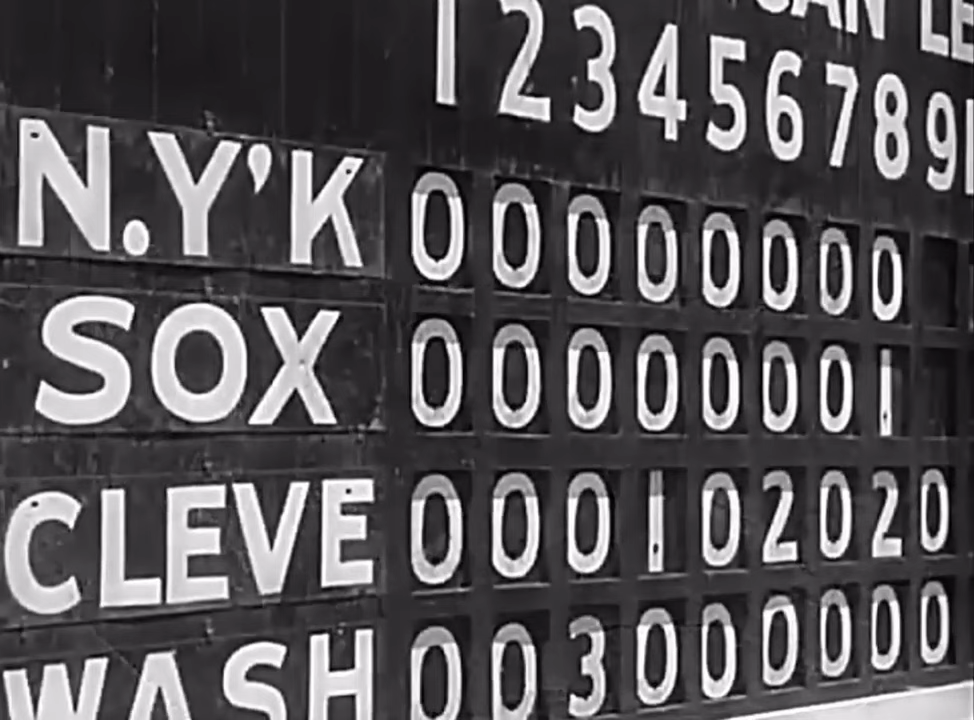 CAN LE
1 2 3 4 5 6 7 8 9
N.Y'K 0 0 0 0 0 0 0 0
SOX 0 0 0 0 0 0 0 1
CLEVE 0 0 0 1 0 2 0 2 0
WASH 0 0 3 0 0 0 0 0 0